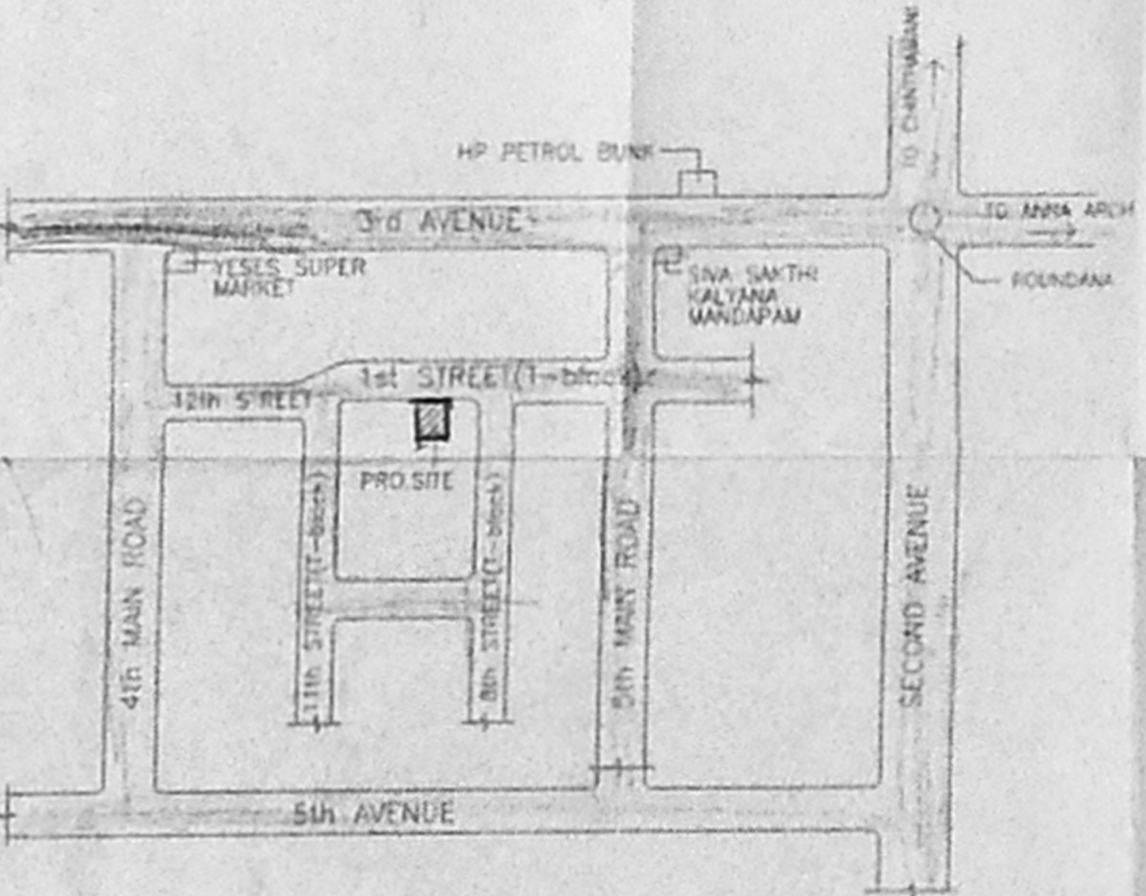 TO CHINTHAMANI
HP PETROL BUNK
3rd AVENUE
TO ANNA ARCH
YESES SUPER
MARKET
SIVA SAKTHI
KALYANA
MANDAPAM
ROUNDANA
1st STREET(T-block)
12th STREET
PRO.SITE
4th MAIN ROAD
11th STREET(T-block)
8th STREET(T-block)
MAIN ROAD
SECOND AVENUE
5th AVENUE